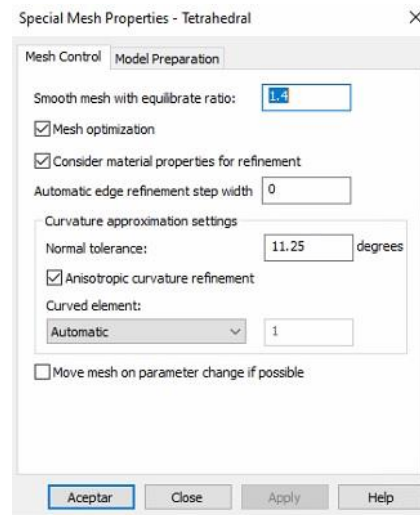 Special Mesh Properties - Tetrahedral
Mesh Control Model Preparation
Smooth mesh with equilibrate ratio: 1.4
Mesh optimization
Consider material properties for refinement
Automatic edge refinement step width 0
Curvature approximation settings
Normal tolerance: 11.25 degrees
Anisotropic curvature refinement
Curved element:
Automatic 1
Move mesh on parameter change if possible
Aceptar Close Apply Help